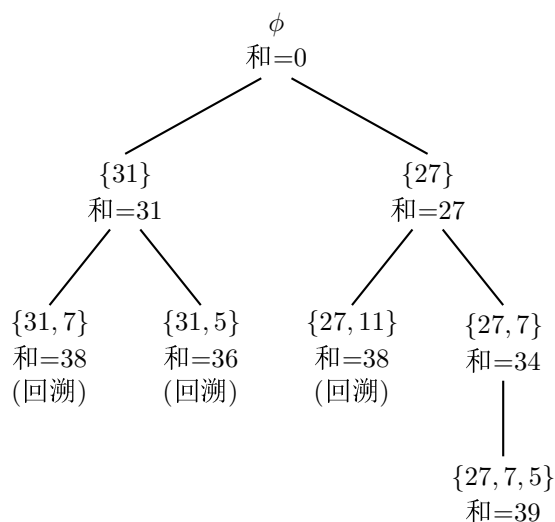 ϕ
和=0
{31}
和=31
{27}
和=27
{31, 7}
和=38
(回溯)
{31, 5}
和=36
(回溯)
{27, 11}
和=38
(回溯)
{27, 7}
和=34
{27, 7, 5}
和=39